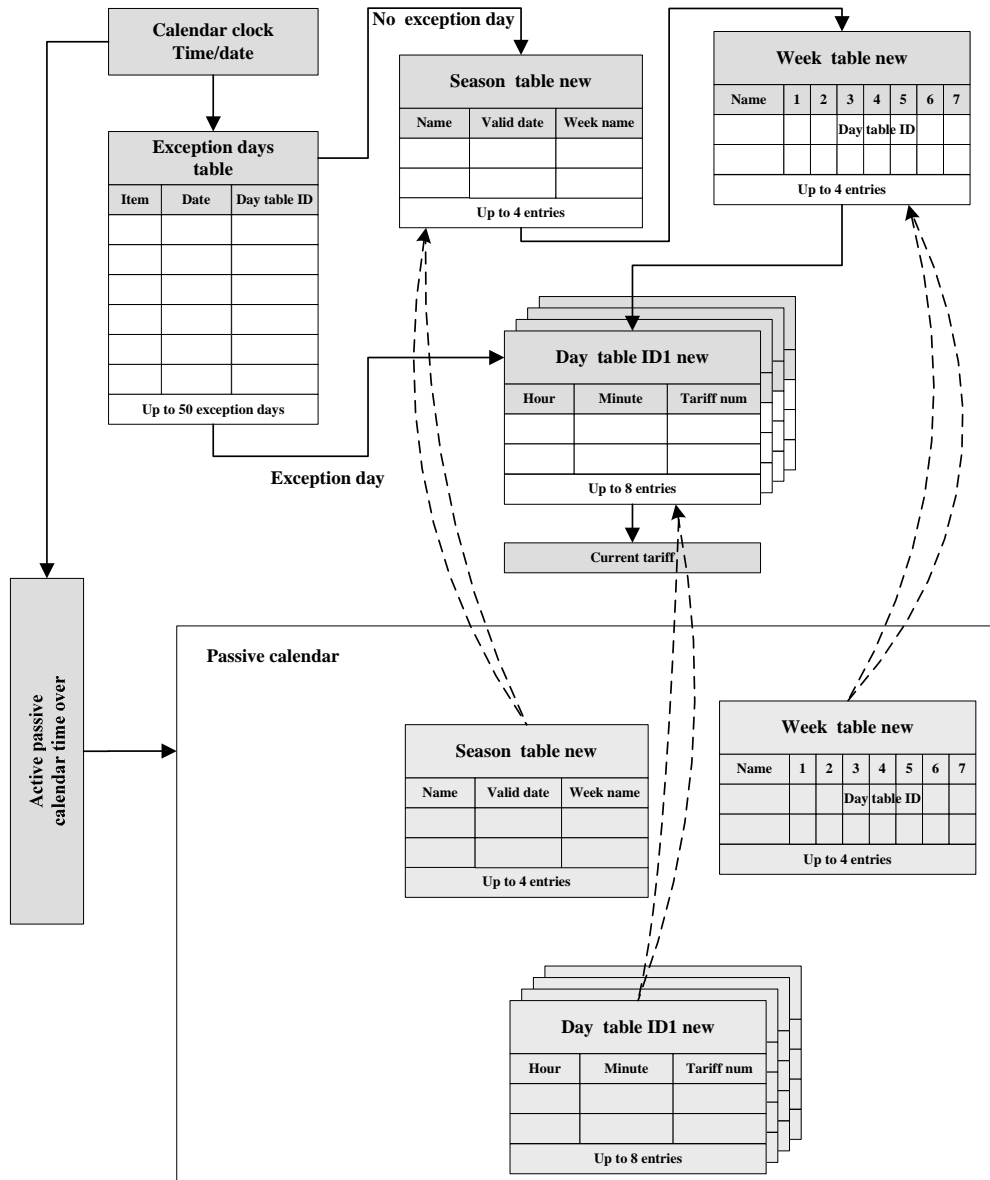 No exception day
Calendar clock
Time/date
Season table new
Name Valid date Week name
Up to 4 entries
Week table new
Name 1 2 3 4 5 6 7
Day table ID
Up to 4 entries
Exception days
table
Item Date Day table ID
Up to 50 exception days
Exception day
Day table ID1 new
Hour Minute Tariff num
Up to 8 entries
Current tariff
Active passive
calendar time over
Passive calendar
Season table new
Name Valid date Week name
Up to 4 entries
Week table new
Name 1 2 3 4 5 6 7
Day table ID
Up to 4 entries
Day table ID1 new
Hour Minute Tariff num
Up to 8 entries